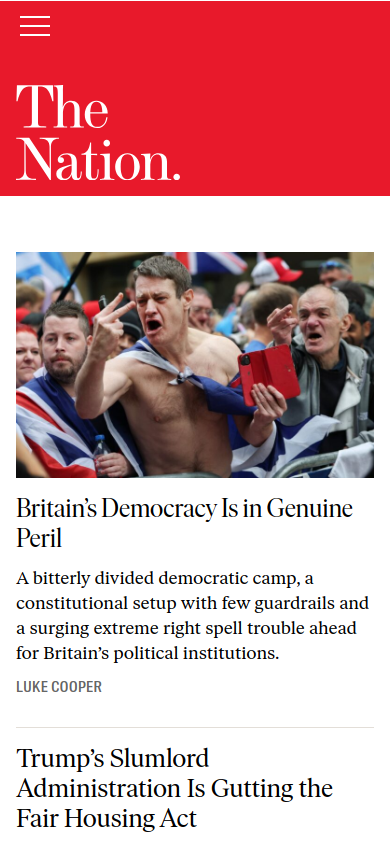 The
Nation.
Britain's Democracy Is in Genuine
Peril
A bitterly divided democratic camp, a
constitutional setup with few guardrails and
a surging extreme right spell trouble ahead
for Britain's political institutions.
LUKE COOPER
Trump's Slumlord
Administration Is Gutting the
Fair Housing Act